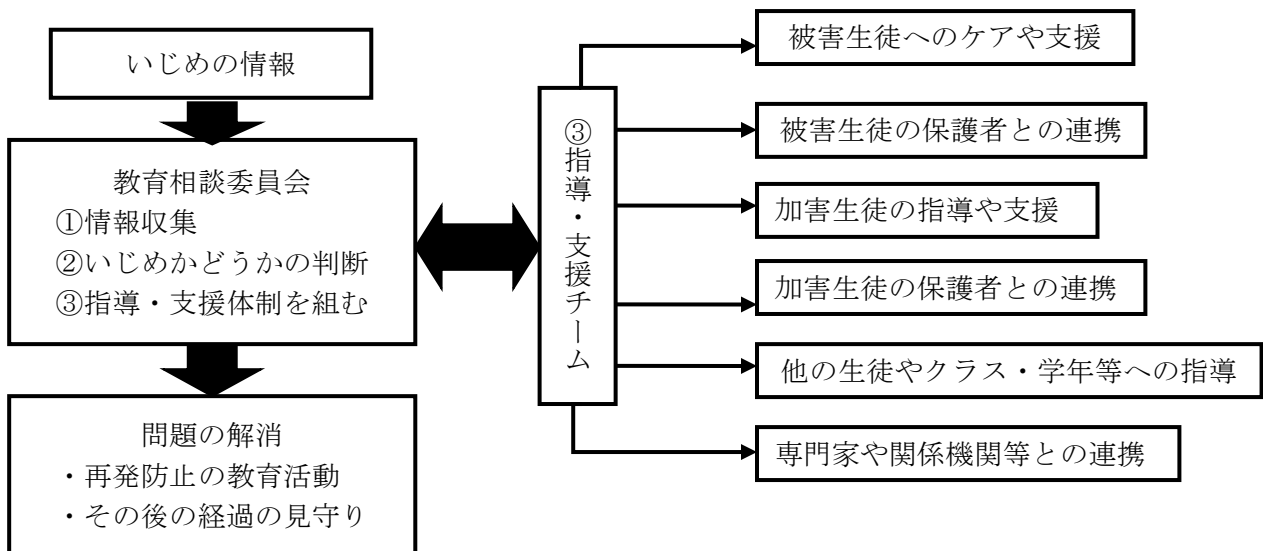 いじめの情報
教育相談委員会
①情報収集
②いじめかどうかの判断
③指導・支援体制を組む
問題の解消
・再発防止の教育活動
・その後の経過の見守り
③指導・支援チーム
被害生徒へのケアや支援
被害生徒の保護者との連携
加害生徒の指導や支援
加害生徒の保護者との連携
他の生徒やクラス・学年等への指導
専門家や関係機関等との連携